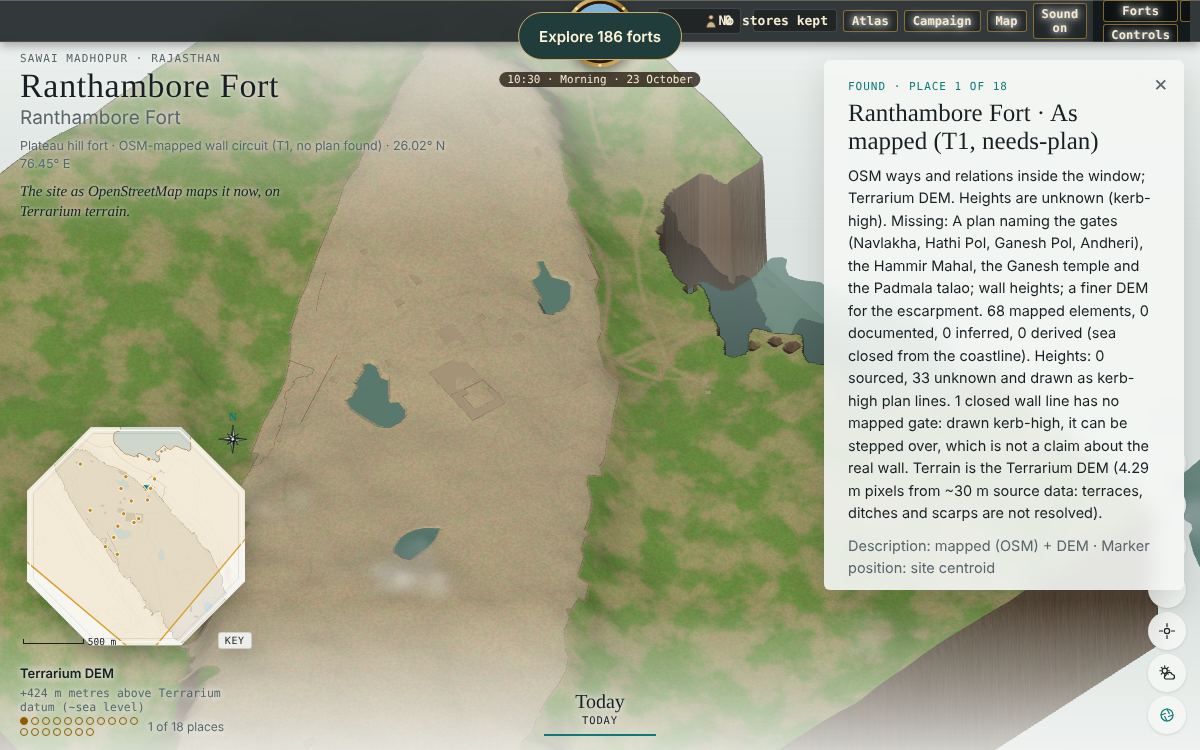 Explore 186 forts
No stores kept
Atlas
Campaign
Map
Sound on
Forts
Controls
10:30 · Morning · 23 October
SAWAI MADHOPUR · RAJASTHAN
Ranthambore Fort
Ranthambore Fort
Plateau hill fort · OSM-mapped wall circuit (T1, no plan found) · 26.02° N
76.45° E
The site as OpenStreetMap maps it now, on
Terrarium terrain.
FOUND · PLACE 1 OF 18
Ranthambore Fort · As
mapped (T1, needs-plan)
OSM ways and relations inside the window;
Terrarium DEM. Heights are unknown (kerb-
high). Missing: A plan naming the gates
(Navlakha, Hathi Pol, Ganesh Pol, Andheri),
the Hammir Mahal, the Ganesh temple and
the Padmala talao; wall heights; a finer DEM
for the escarpment. 68 mapped elements, 0
documented, 0 inferred, 0 derived (sea
closed from the coastline). Heights: 0
sourced, 33 unknown and drawn as kerb-
high plan lines. 1 closed wall line has no
mapped gate: drawn kerb-high, it can be
stepped over, which is not a claim about the
real wall. Terrain is the Terrarium DEM (4.29
m pixels from ~30 m source data: terraces,
ditches and scarps are not resolved).
Description: mapped (OSM) + DEM · Marker
position: site centroid
N
500 m
KEY
Terrarium DEM
+424 m metres above Terrarium
datum (~sea level)
1 of 18 places
Today
TODAY